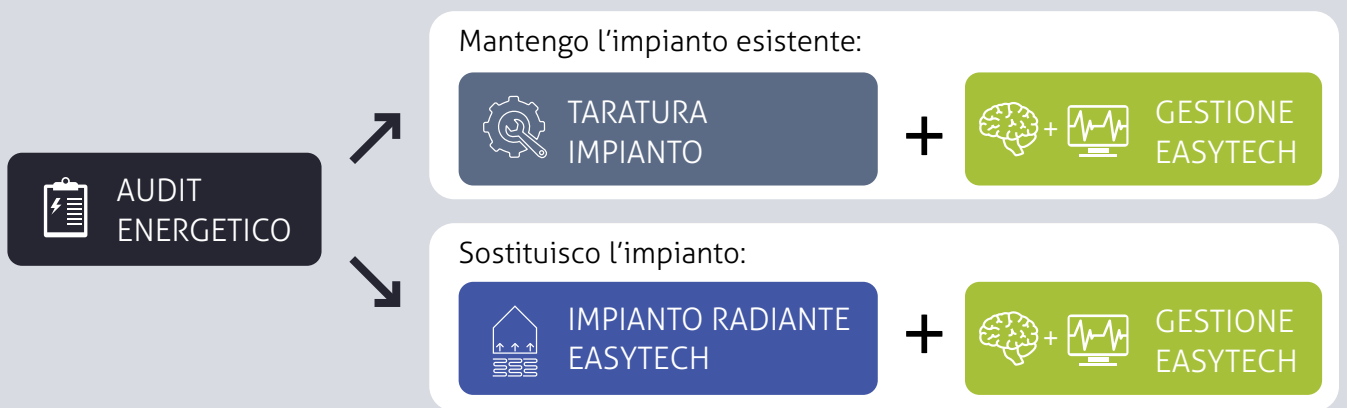 AUDIT
ENERGETICO
Mantengo l'impianto esistente:
TARATURA
IMPIANTO
+
+
GESTIONE
EASYTECH
Sostituisco l'impianto:
IMPIANTO RADIANTE
EASYTECH
+
+
GESTIONE
EASYTECH